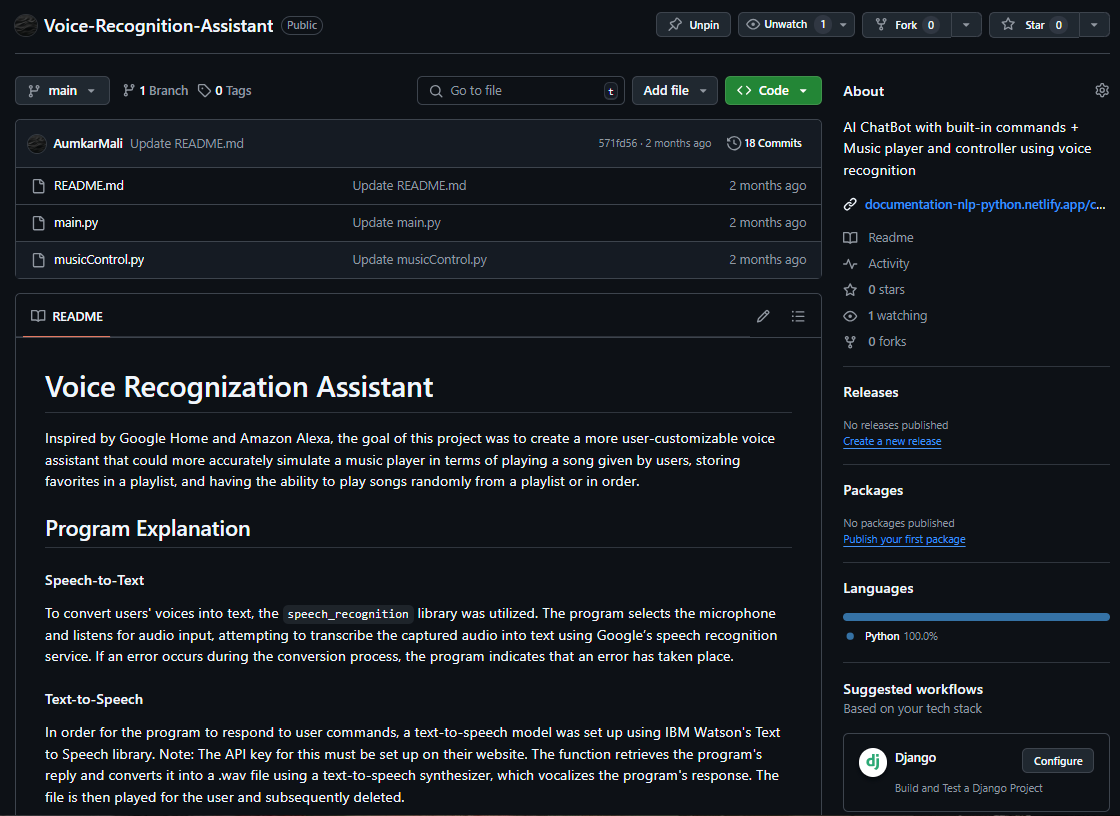 Voice-Recognition-Assistant Public
Unpin
Unwatch 1
Fork 0
Star 0
main
1 Branch
0 Tags
Go to file t
Add file
Code
AumkarMali Update README.md
571fd56 · 2 months ago
18 Commits
README.md Update README.md 2 months ago
main.py Update main.py 2 months ago
musicControl.py Update musicControl.py 2 months ago
README
Voice Recognization Assistant
Inspired by Google Home and Amazon Alexa, the goal of this project was to create a more user-customizable voice
assistant that could more accurately simulate a music player in terms of playing a song given by users, storing
favorites in a playlist, and having the ability to play songs randomly from a playlist or in order.
Program Explanation
Speech-to-Text
To convert users' voices into text, the speech_recognition library was utilized. The program selects the microphone
and listens for audio input, attempting to transcribe the captured audio into text using Google's speech recognition
service. If an error occurs during the conversion process, the program indicates that an error has taken place.
Text-to-Speech
In order for the program to respond to user commands, a text-to-speech model was set up using IBM Watson's Text
to Speech library. Note: The API key for this must be set up on their website. The function retrieves the program's
reply and converts it into a .wav file using a text-to-speech synthesizer, which vocalizes the program's response. The
file is then played for the user and subsequently deleted.
About
AI ChatBot with built-in commands +
Music player and controller using voice
recognition
documentation-nlp-python.netlify.app/c...
Readme
Activity
0 stars
1 watching
0 forks
Releases
No releases published
Create a new release
Packages
No packages published
Publish your first package
Languages
Python 100.0%
Suggested workflows
Based on your tech stack
dj
Django
Configure
Build and Test a Django Project